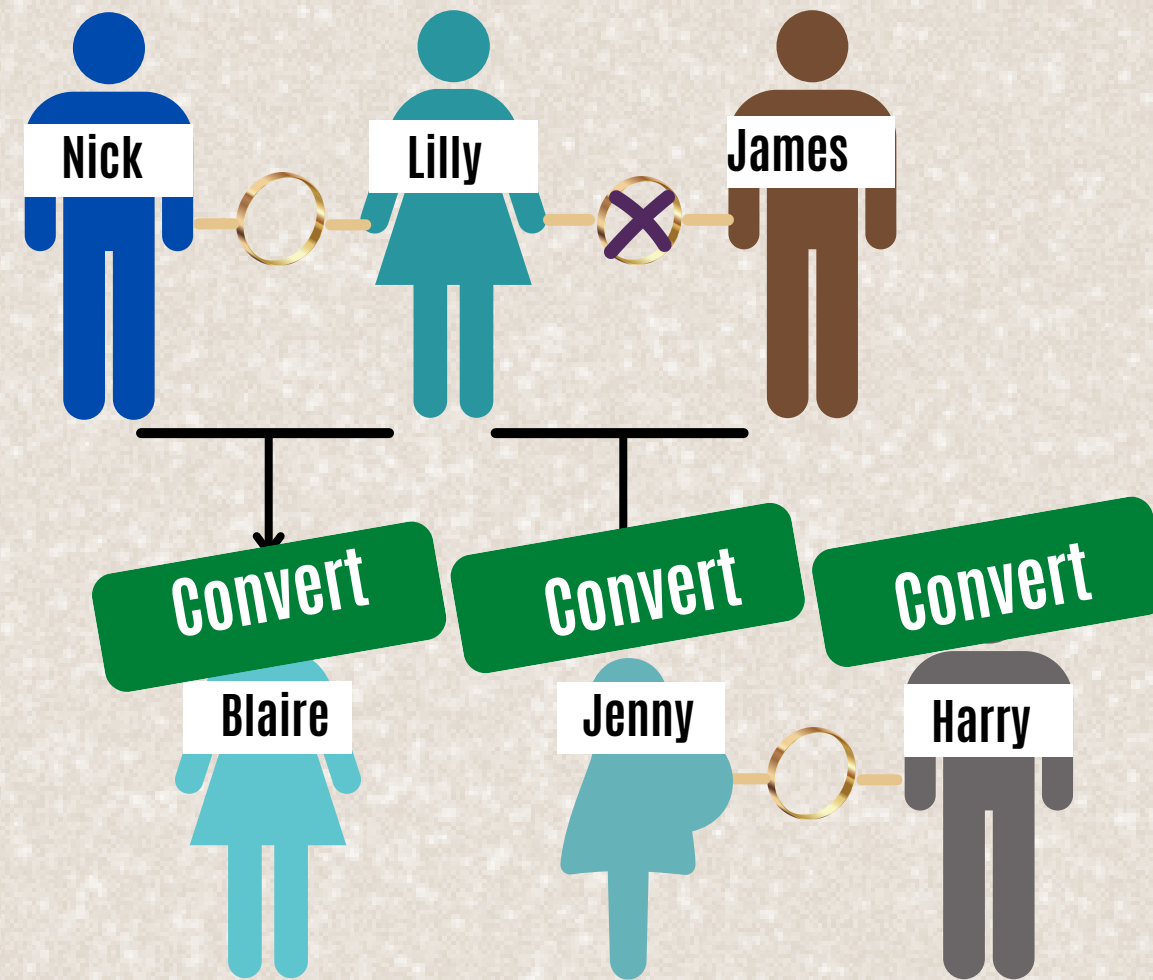 Nick
Lilly
James
Convert
Convert
Convert
Blaire
Jenny
Harry